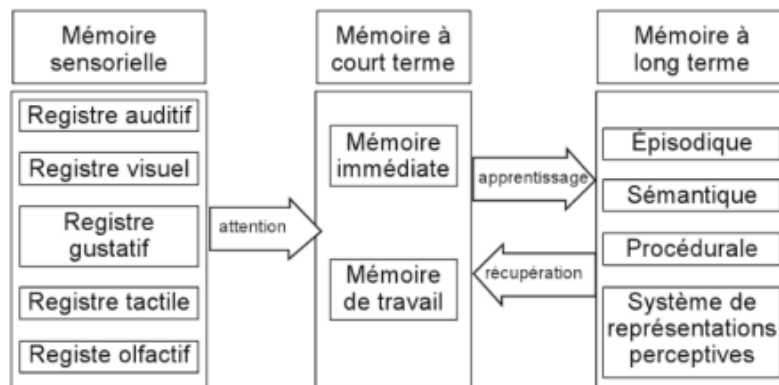 Mémoire
sensorielle
Registre auditif
Registre visuel
Registre
gustatif
Registre tactile
Registe olfactif
attention
Mémoire à
court terme
Mémoire
immédiate
Mémoire
de travail
apprentissage
récupération
Mémoire à
long terme
Épisodique
Sémantique
Procédurale
Système de
représentations
perceptives